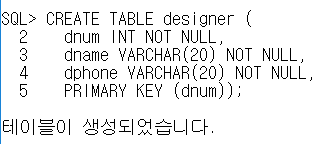 SQL> CREATE TABLE designer (
  2    dnum INT NOT NULL,
  3    dname VARCHAR(20) NOT NULL,
  4    dphone VARCHAR(20) NOT NULL,
  5    PRIMARY KEY (dnum));
테이블이 생성되었습니다.